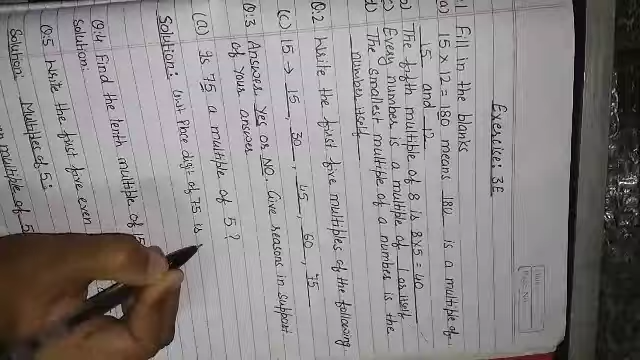 Exercise: 3E
Q.1 Fill in the blanks
(a) 15 x 12 = 180 means 180 is a multiple of
15 and 12
b) The fifth multiple of 8 is 8x5 = 40
c) Every number is a multiple of 1 or itself
d) The smallest multiple of a number is the
number itself
Q.2 Write the first five multiples of the following
(c) 15 → 15, 30, 45, 60, 75
Q.3 Answer Yes or NO. Give reasons in support
of your answer
(a) Is 75 a multiple of 5?
Solution: Unit Place digit of 75 is
Q.4 Find the tenth multiple of
Solution:
Q.5 Write the first five even
Solution: Multiples of 5:
multiple of 5